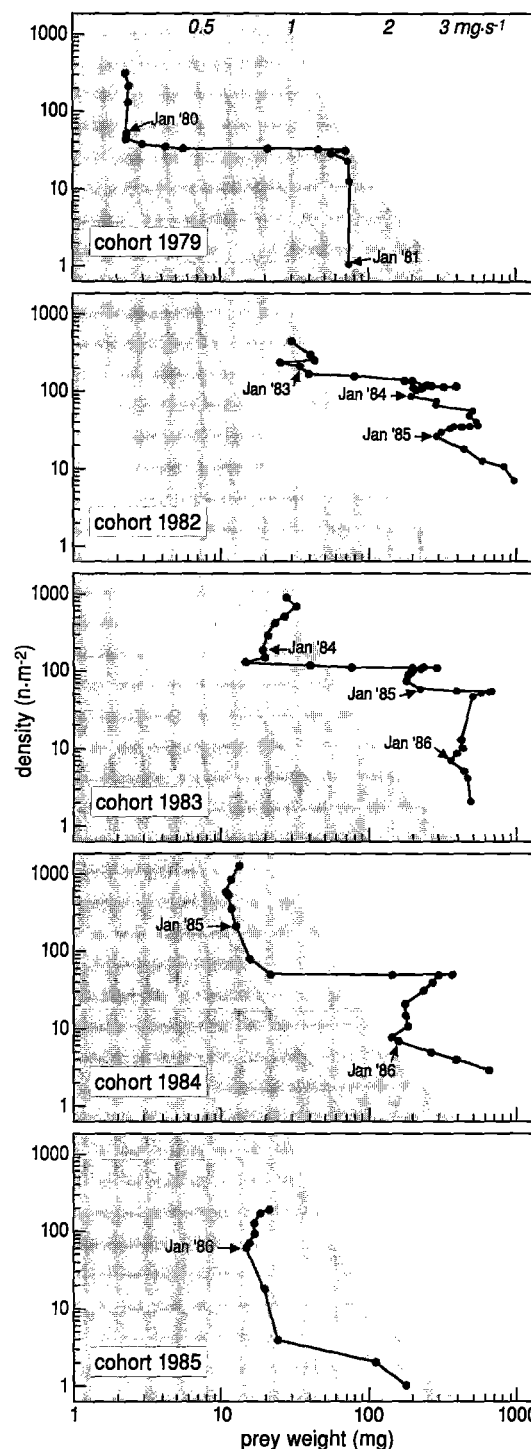 0.5 1 2 3 mg·s-1
1000
100
10
1
Jan '80
Jan '81
cohort 1979
1000
100
10
1
Jan '83
Jan '84
Jan '85
cohort 1982
density (n·m-2)
1000
100
10
1
Jan '84
Jan '85
Jan '86
cohort 1983
1000
100
10
1
Jan '85
Jan '86
cohort 1984
1000
100
10
1
Jan '86
cohort 1985
1 10 100 1000
prey weight (mg)